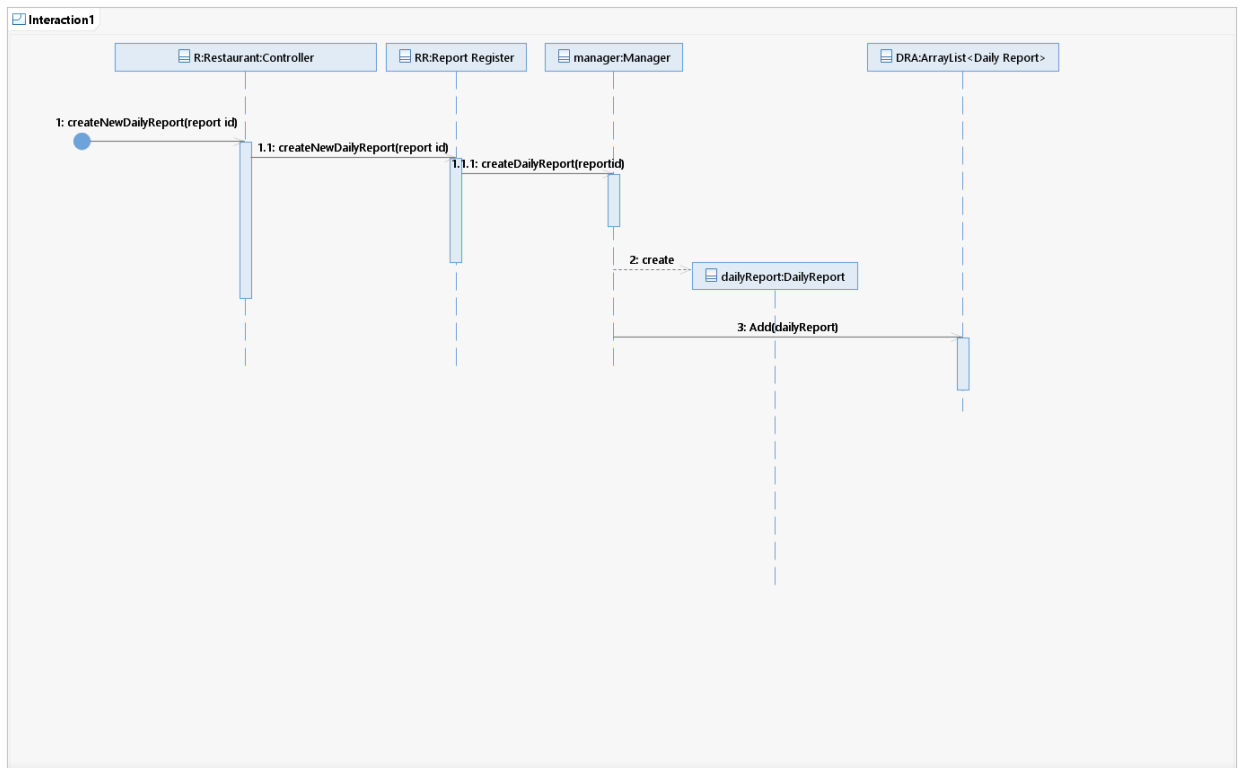 Interaction1
R:Restaurant:Controller
RR:Report Register
manager:Manager
DRA:ArrayList<Daily Report>
1: createNewDailyReport(report id)
1.1: createNewDailyReport(report id)
1.1.1: createDailyReport(reportid)
2: create
dailyReport:DailyReport
3: Add(dailyReport)